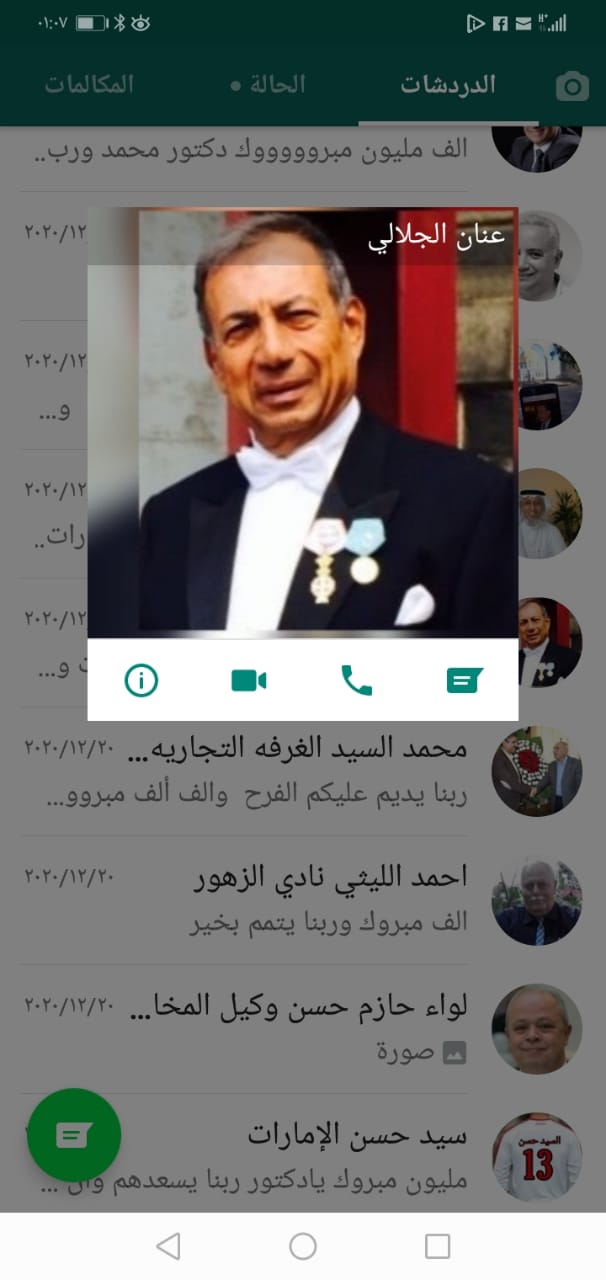 ٠١:٠٧
الدردشات
الحالة
المكالمات
الف مليون مبروووووك دكتور محمد ورب..
عنان الجلالي
٢٠٢٠/١٢
٢٠٢٠/١٢
و...
٢٠٢٠/١٢
رات..
٢٠٢٠/١٢
ت و...
محمد السيد الغرفه التجاريه... ٢٠٢٠/١٢/٢٠
ربنا يديم عليكم الفرح والف ألف مبروو...
احمد الليثي نادي الزهور ٢٠٢٠/١٢/٢٠
الف مبروك وربنا يتمم بخير
لواء حازم حسن وكيل المخا... ٢٠٢٠/١٢/٢٠
صورة
سيد حسن الإمارات
السيد حسن
13
مليون مبروك يادكتور ربنا يسعدهم وان ...